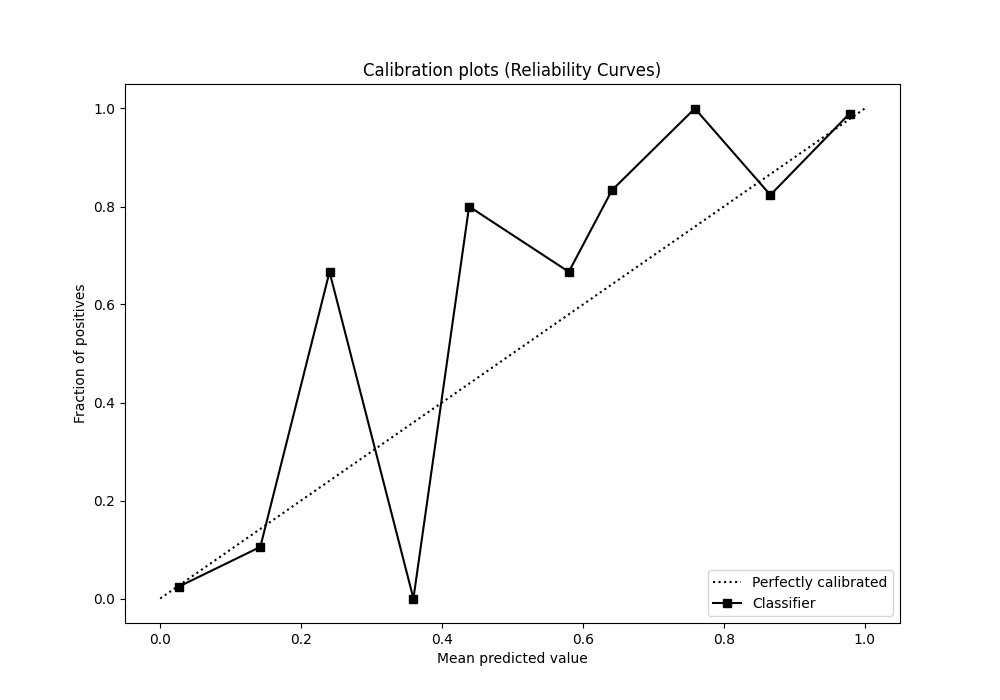 Calibration plots (Reliability Curves)
Fraction of positives
1.0
0.8
0.6
0.4
0.2
0.0
0.0 0.2 0.4 0.6 0.8 1.0
Mean predicted value
Perfectly calibrated
Classifier